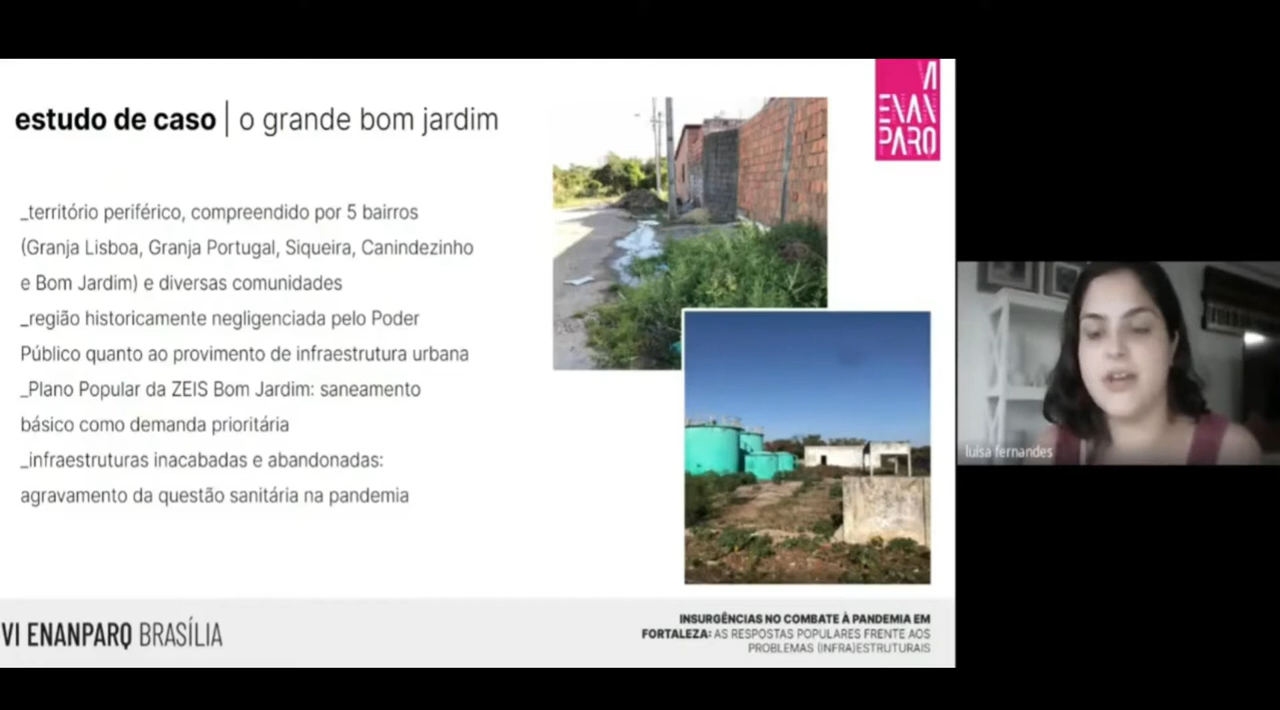 estudo de caso | o grande bom jardim
VI
ENAN
PARQ
_território periférico, compreendido por 5 bairros
(Granja Lisboa, Granja Portugal, Siqueira, Canindezinho
e Bom Jardim) e diversas comunidades
_região historicamente negligenciada pelo Poder
Público quanto ao provimento de infraestrutura urbana
_Plano Popular da ZEIS Bom Jardim: saneamento
básico como demanda prioritária
_infraestruturas inacabadas e abandonadas:
agravamento da questão sanitária na pandemia
luisa fernandes
VI ENANPARQ BRASÍLIA
INSURGÊNCIAS NO COMBATE À PANDEMIA EM
FORTALEZA: AS RESPOSTAS POPULARES FRENTE AOS
PROBLEMAS (INFRA)ESTRUTURAIS